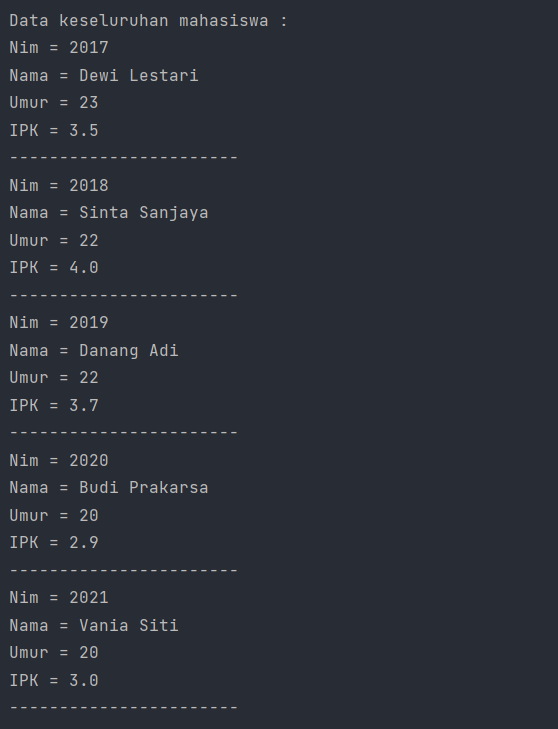 Data keseluruhan mahasiswa :
Nim = 2017
Nama = Dewi Lestari
Umur = 23
IPK = 3.5
-----------------------
Nim = 2018
Nama = Sinta Sanjaya
Umur = 22
IPK = 4.0
-----------------------
Nim = 2019
Nama = Danang Adi
Umur = 22
IPK = 3.7
-----------------------
Nim = 2020
Nama = Budi Prakarsa
Umur = 20
IPK = 2.9
-----------------------
Nim = 2021
Nama = Vania Siti
Umur = 20
IPK = 3.0
-----------------------